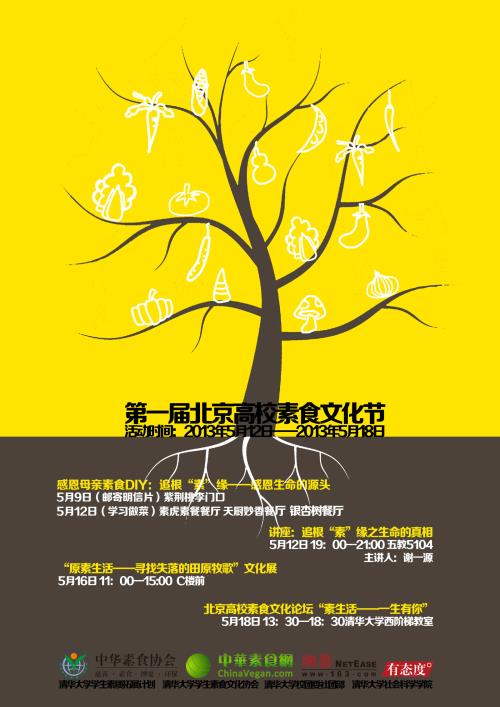 第一届北京高校素食文化节
活动时间：2013年5月12日——2013年5月18日
感恩母亲素食DIY：追根“素”缘——感恩生命的源头
5月9日（邮寄明信片）紫荆桃李门口
5月12日（学习做菜）素虎素餐餐厅 天厨妙香餐厅 银杏树餐厅
讲座：追根“素”缘之生命的真相
5月12日 19：00—21:00 五教5104
主讲人：谢一源
“原素生活——寻找失落的田原牧歌”文化展
5月16日 11：00—15:00 C楼前
北京高校素食文化论坛“素生活——一生有你”
5月18日 13：30—18：30清华大学西阶梯教室
中华素食协会
慈善·素食·博爱·环保
中華素食網
ChinaVegan.com
網易 NETEASE
www.163.com
有态度°
清华大学学生素食文化协会 清华大学社会科学学院